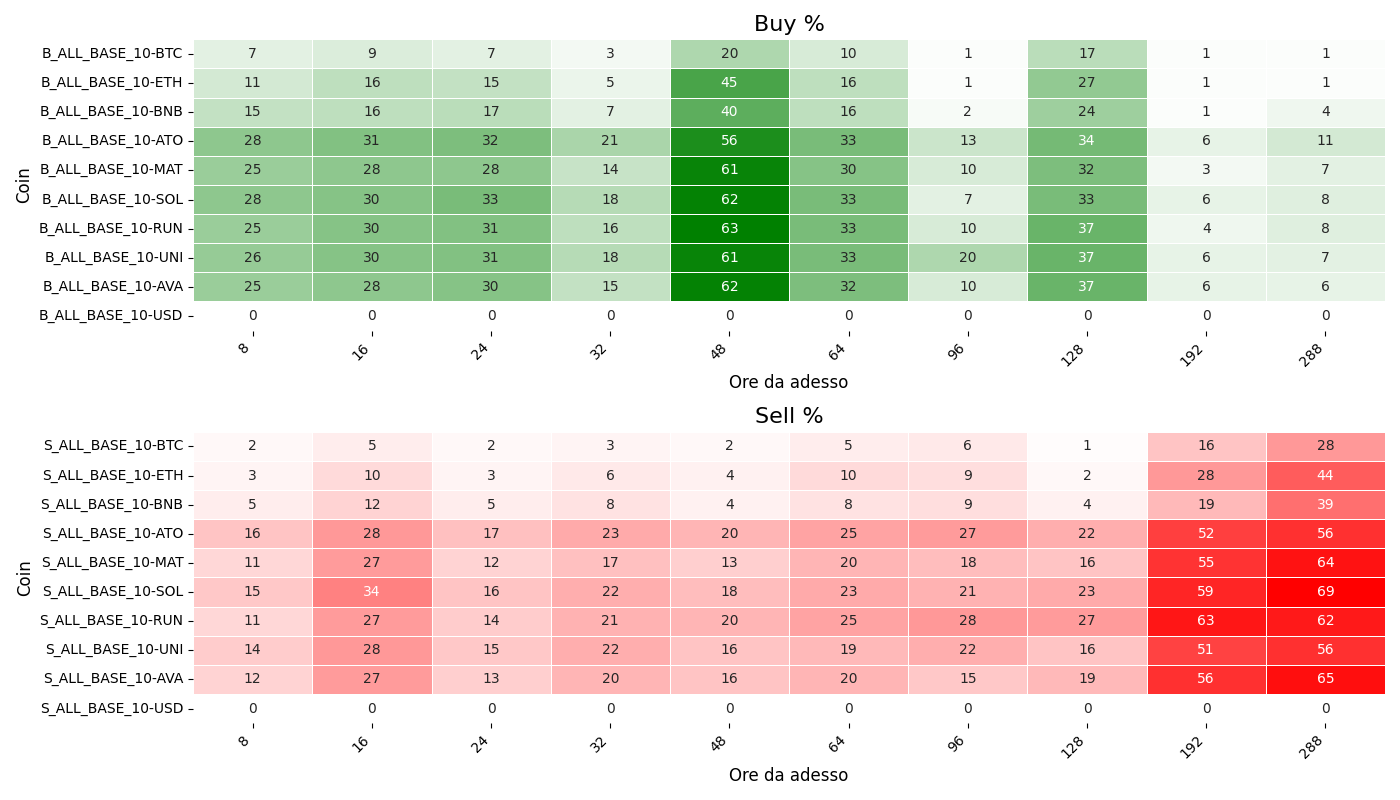 Buy %
Coin
B_ALL_BASE_10-BTC 7 9 7 3 20 10 1 17 1 1
B_ALL_BASE_10-ETH 11 16 15 5 45 16 1 27 1 1
B_ALL_BASE_10-BNB 15 16 17 7 40 16 2 24 1 4
B_ALL_BASE_10-ATO 28 31 32 21 56 33 13 34 6 11
B_ALL_BASE_10-MAT 25 28 28 14 61 30 10 32 3 7
B_ALL_BASE_10-SOL 28 30 33 18 62 33 7 33 6 8
B_ALL_BASE_10-RUN 25 30 31 16 63 33 10 37 4 8
B_ALL_BASE_10-UNI 26 30 31 18 61 33 20 37 6 7
B_ALL_BASE_10-AVA 25 28 30 15 62 32 10 37 6 6
B_ALL_BASE_10-USD 0 0 0 0 0 0 0 0 0 0
8 16 24 32 48 64 96 128 192 288
Ore da adesso
Sell %
Coin
S_ALL_BASE_10-BTC 2 5 2 3 2 5 6 1 16 28
S_ALL_BASE_10-ETH 3 10 3 6 4 10 9 2 28 44
S_ALL_BASE_10-BNB 5 12 5 8 4 8 9 4 19 39
S_ALL_BASE_10-ATO 16 28 17 23 20 25 27 22 52 56
S_ALL_BASE_10-MAT 11 27 12 17 13 20 18 16 55 64
S_ALL_BASE_10-SOL 15 34 16 22 18 23 21 23 59 69
S_ALL_BASE_10-RUN 11 27 14 21 20 25 28 27 63 62
S_ALL_BASE_10-UNI 14 28 15 22 16 19 22 16 51 56
S_ALL_BASE_10-AVA 12 27 13 20 16 20 15 19 56 65
S_ALL_BASE_10-USD 0 0 0 0 0 0 0 0 0 0
8 16 24 32 48 64 96 128 192 288
Ore da adesso